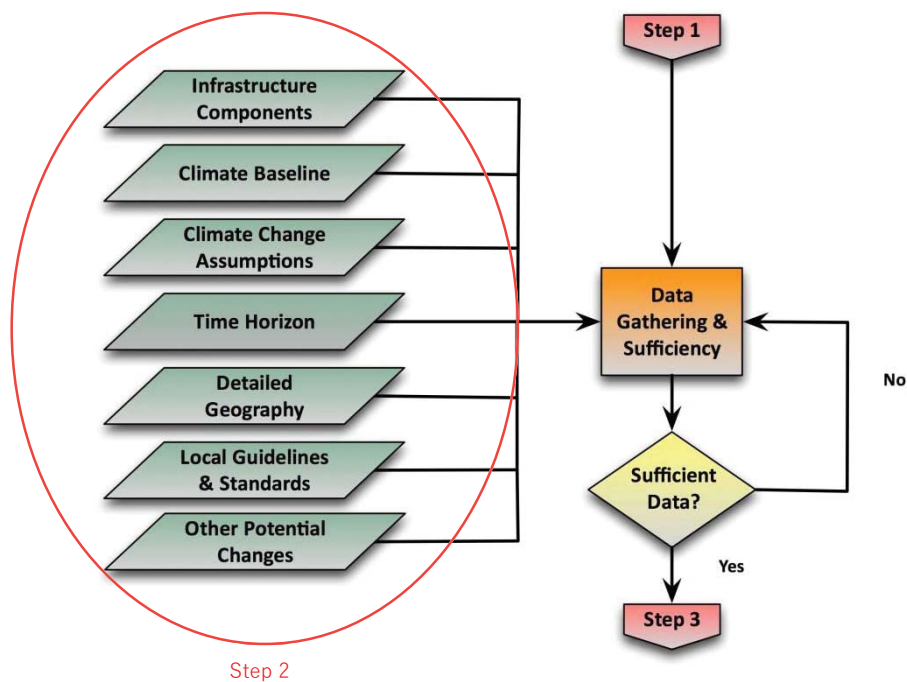 Step 1
Infrastructure
Components
Climate Baseline
Climate Change
Assumptions
Time Horizon
Detailed
Geography
Local Guidelines
& Standards
Other Potential
Changes
Data
Gathering &
Sufficiency
No
Sufficient
Data?
Yes
Step 3
Step 2